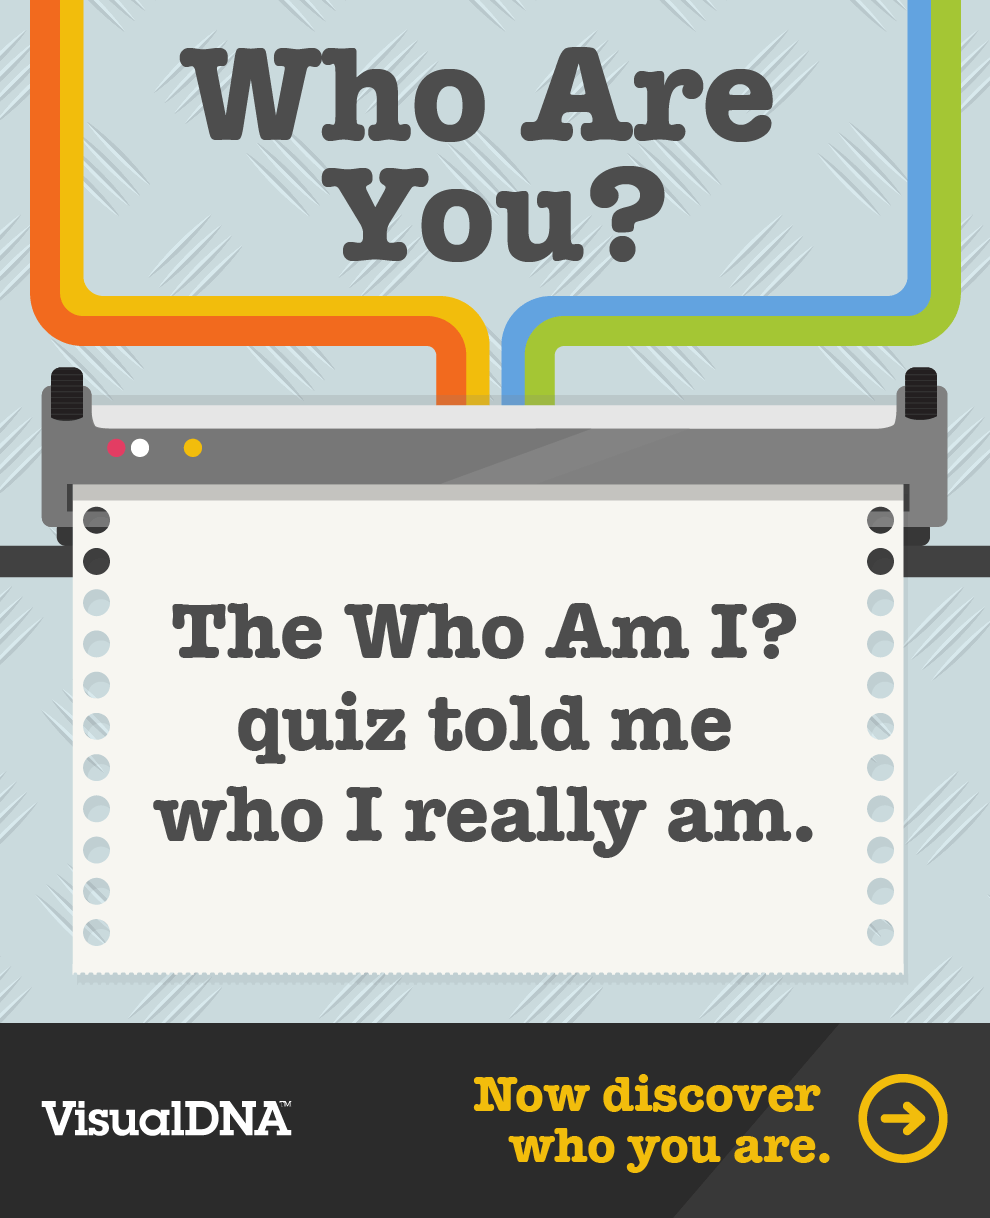 Who Are
You?
The Who Am I?
quiz told me
who I really am.
VisualDNA™
Now discover
who you are.